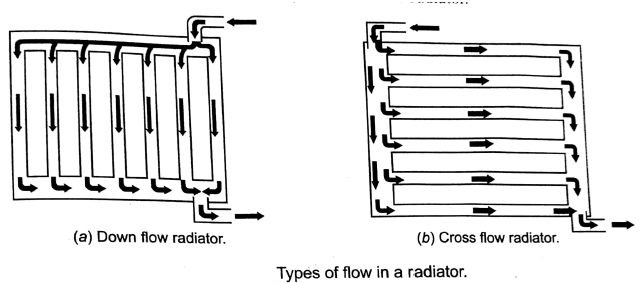 (a) Down flow radiator.
(b) Cross flow radiator.
Types of flow in a radiator.